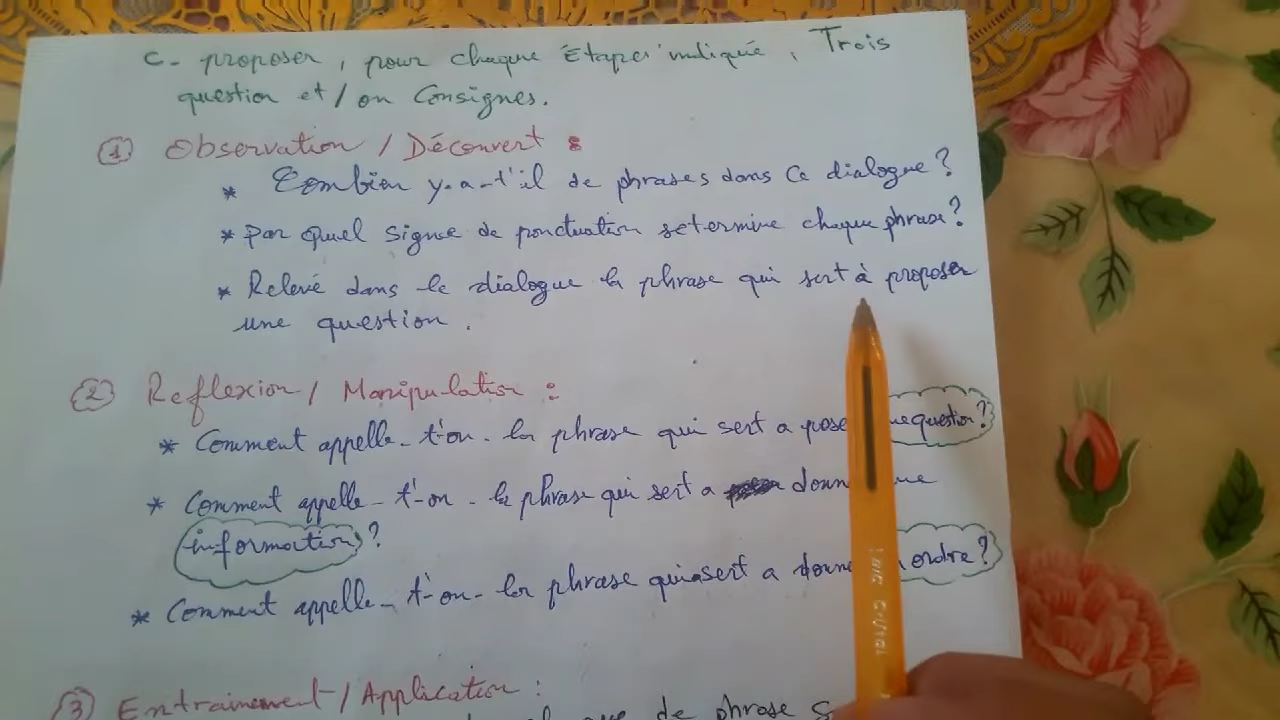 c- proposer, pour chaque étapes indiqué, Trois
question et / ou Consignes.
1 Observation / Découvert :
* Combien y-a-t'il de phrases dans ce dialogue ?
* par quel signe de ponctuation se termine chaque phrase ?
* Relevé dans le dialogue la phrase qui sert à proposer
une question.
2 Reflexion / Manipulation :
* Comment appelle-t'on-la phrase qui sert a pose question ?
* Comment appelle-t'-on-la phrase qui sert a donn
information ?
* Comment appelle-t'-on-la phrase qui sert a donne ordre ?
3 Entrainement / Application :
de phrase